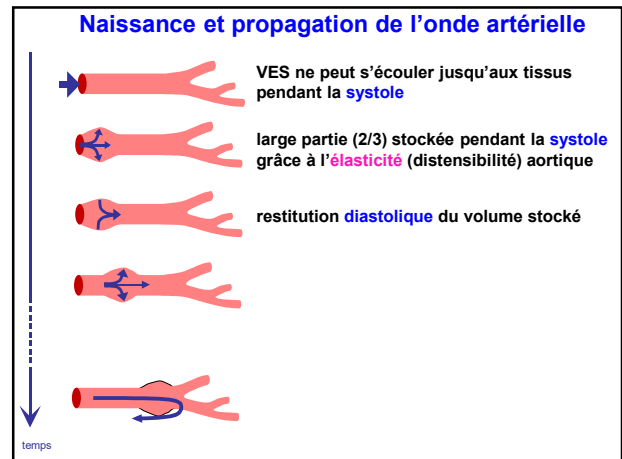 Naissance et propagation de l'onde artérielle
VES ne peut s'écouler jusqu'aux tissus
pendant la systole
large partie (2/3) stockée pendant la systole
grâce à l'élasticité (distensibilité) aortique
restitution diastolique du volume stocké
temps